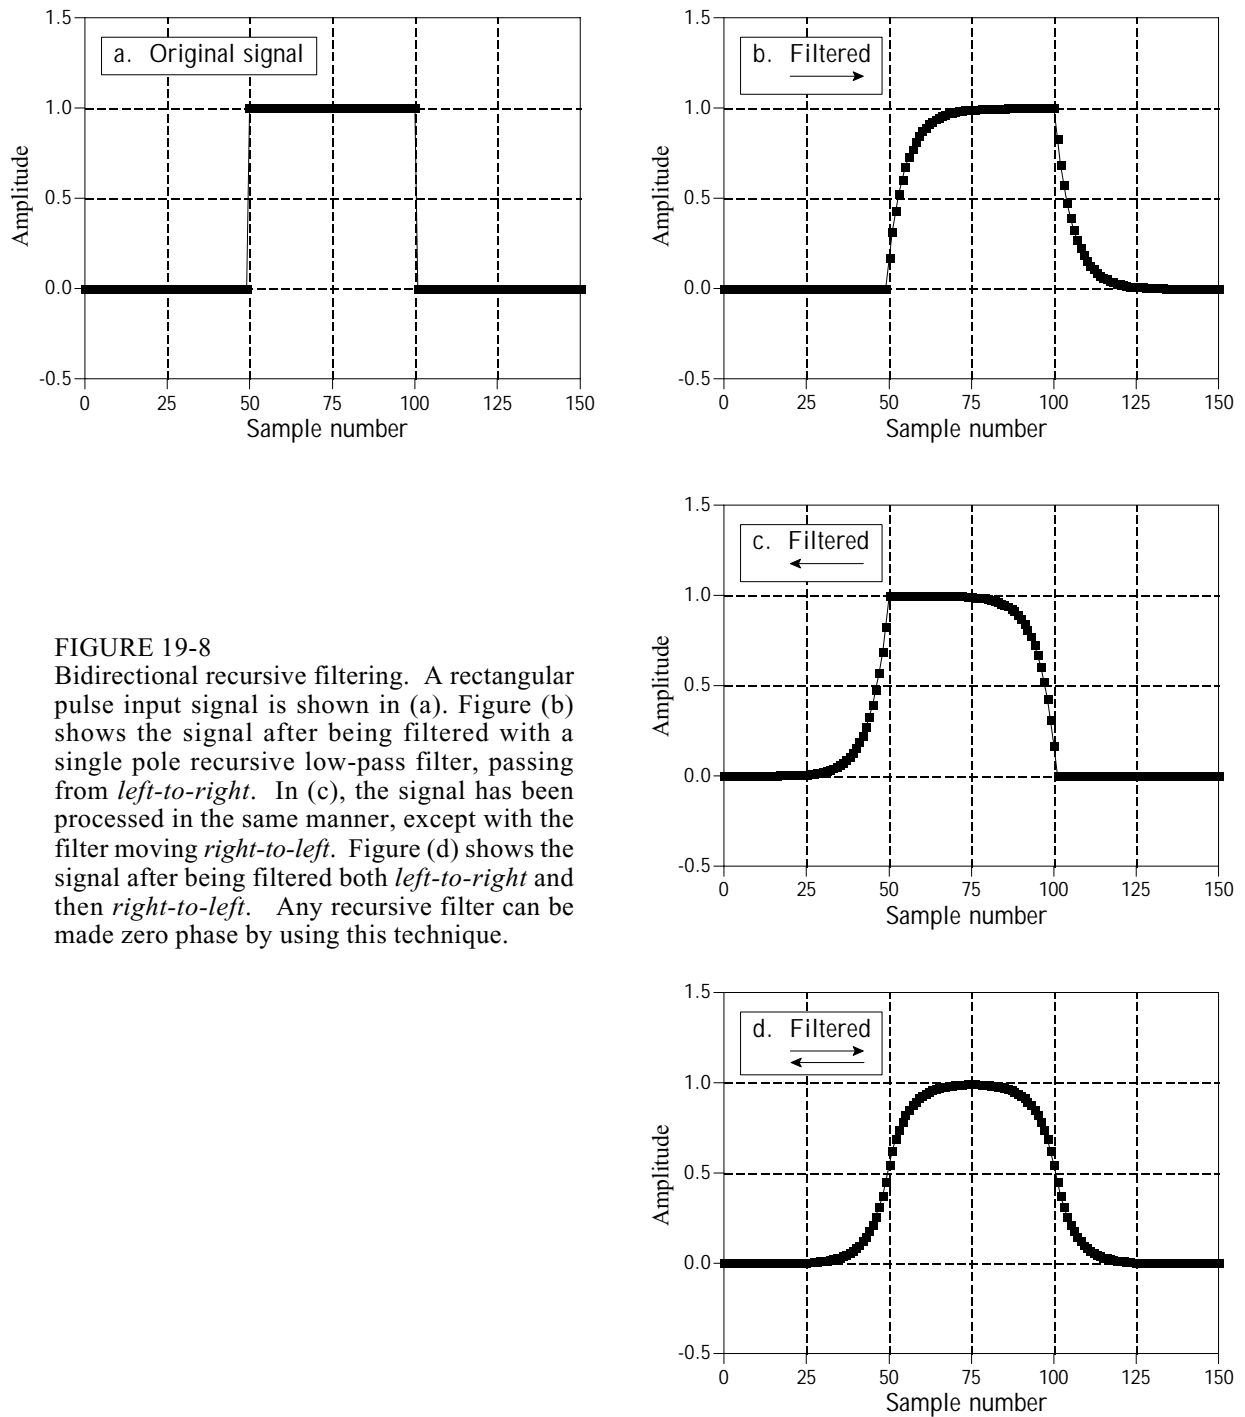 a. Original signal
1.5
1.0
0.5
0.0
-0.5
Amplitude
0 25 50 75 100 125 150
Sample number
b. Filtered
1.5
1.0
0.5
0.0
-0.5
Amplitude
0 25 50 75 100 125 150
Sample number
c. Filtered
1.5
1.0
0.5
0.0
-0.5
Amplitude
0 25 50 75 100 125 150
Sample number
FIGURE 19-8
Bidirectional recursive filtering. A rectangular
pulse input signal is shown in (a). Figure (b)
shows the signal after being filtered with a
single pole recursive low-pass filter, passing
from left-to-right. In (c), the signal has been
processed in the same manner, except with the
filter moving right-to-left. Figure (d) shows the
signal after being filtered both left-to-right and
then right-to-left. Any recursive filter can be
made zero phase by using this technique.
d. Filtered
1.5
1.0
0.5
0.0
-0.5
Amplitude
0 25 50 75 100 125 150
Sample number